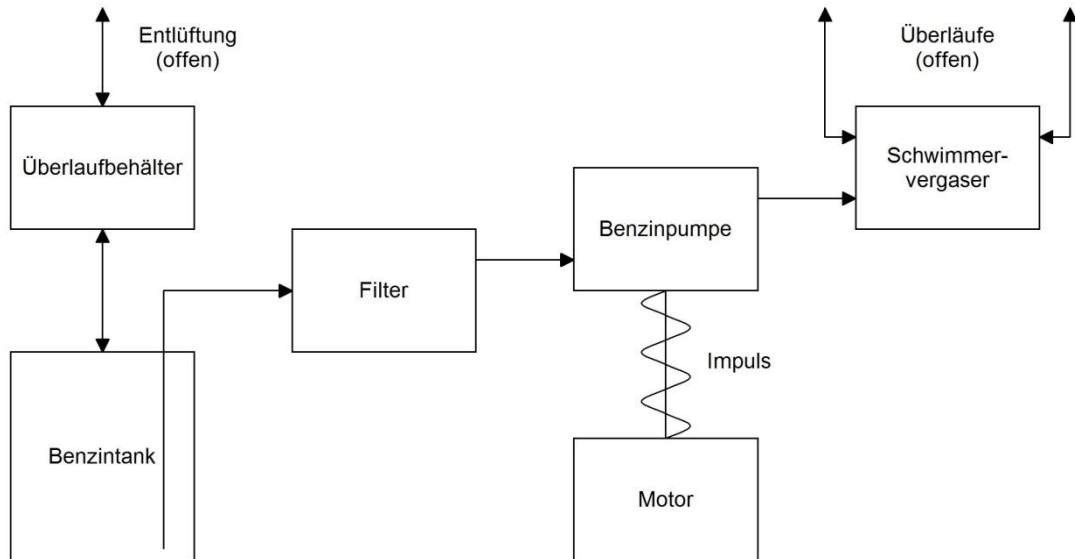 Entlüftung
(offen)
Überläufe
(offen)
Überlaufbehälter
Schwimmer-
vergaser
Benzinpumpe
Filter
Impuls
Benzintank
Motor